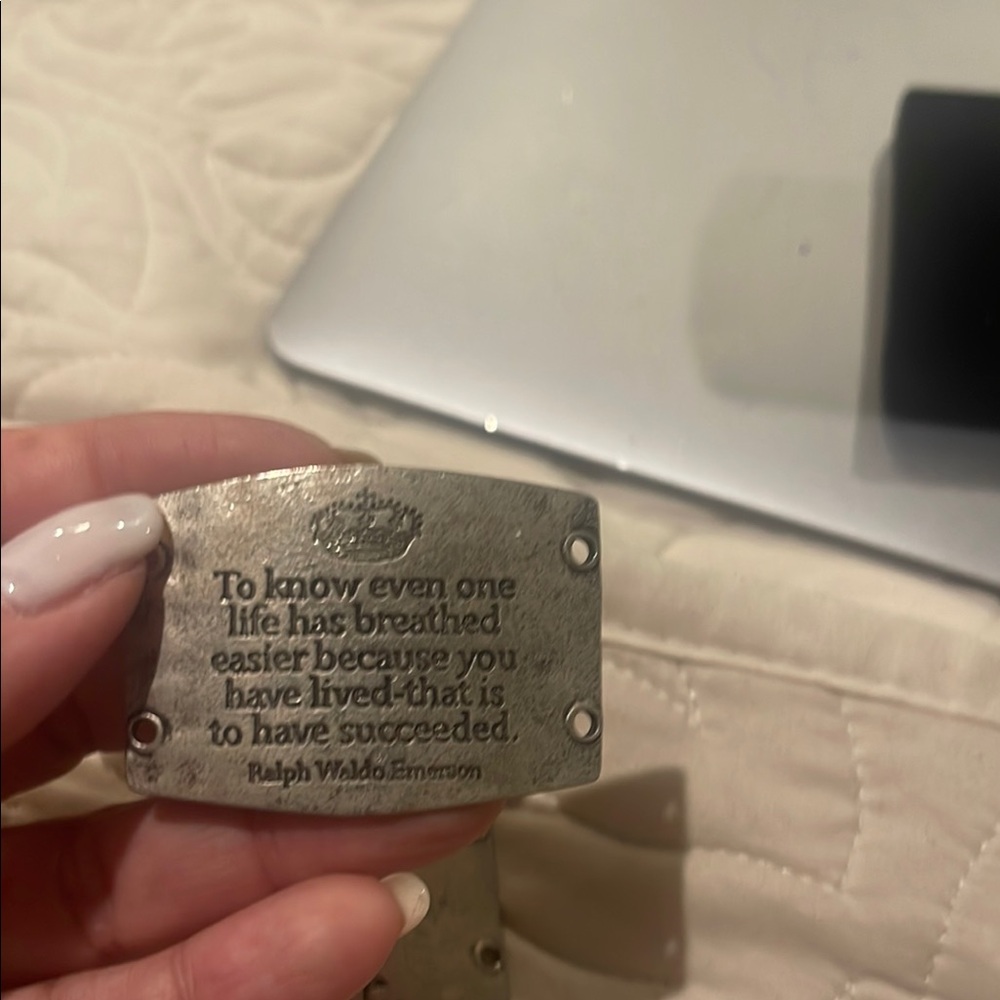 To know even one
life has breathed
easier because you
have lived-that is
to have succeeded.
Ralph Waldo Emerson